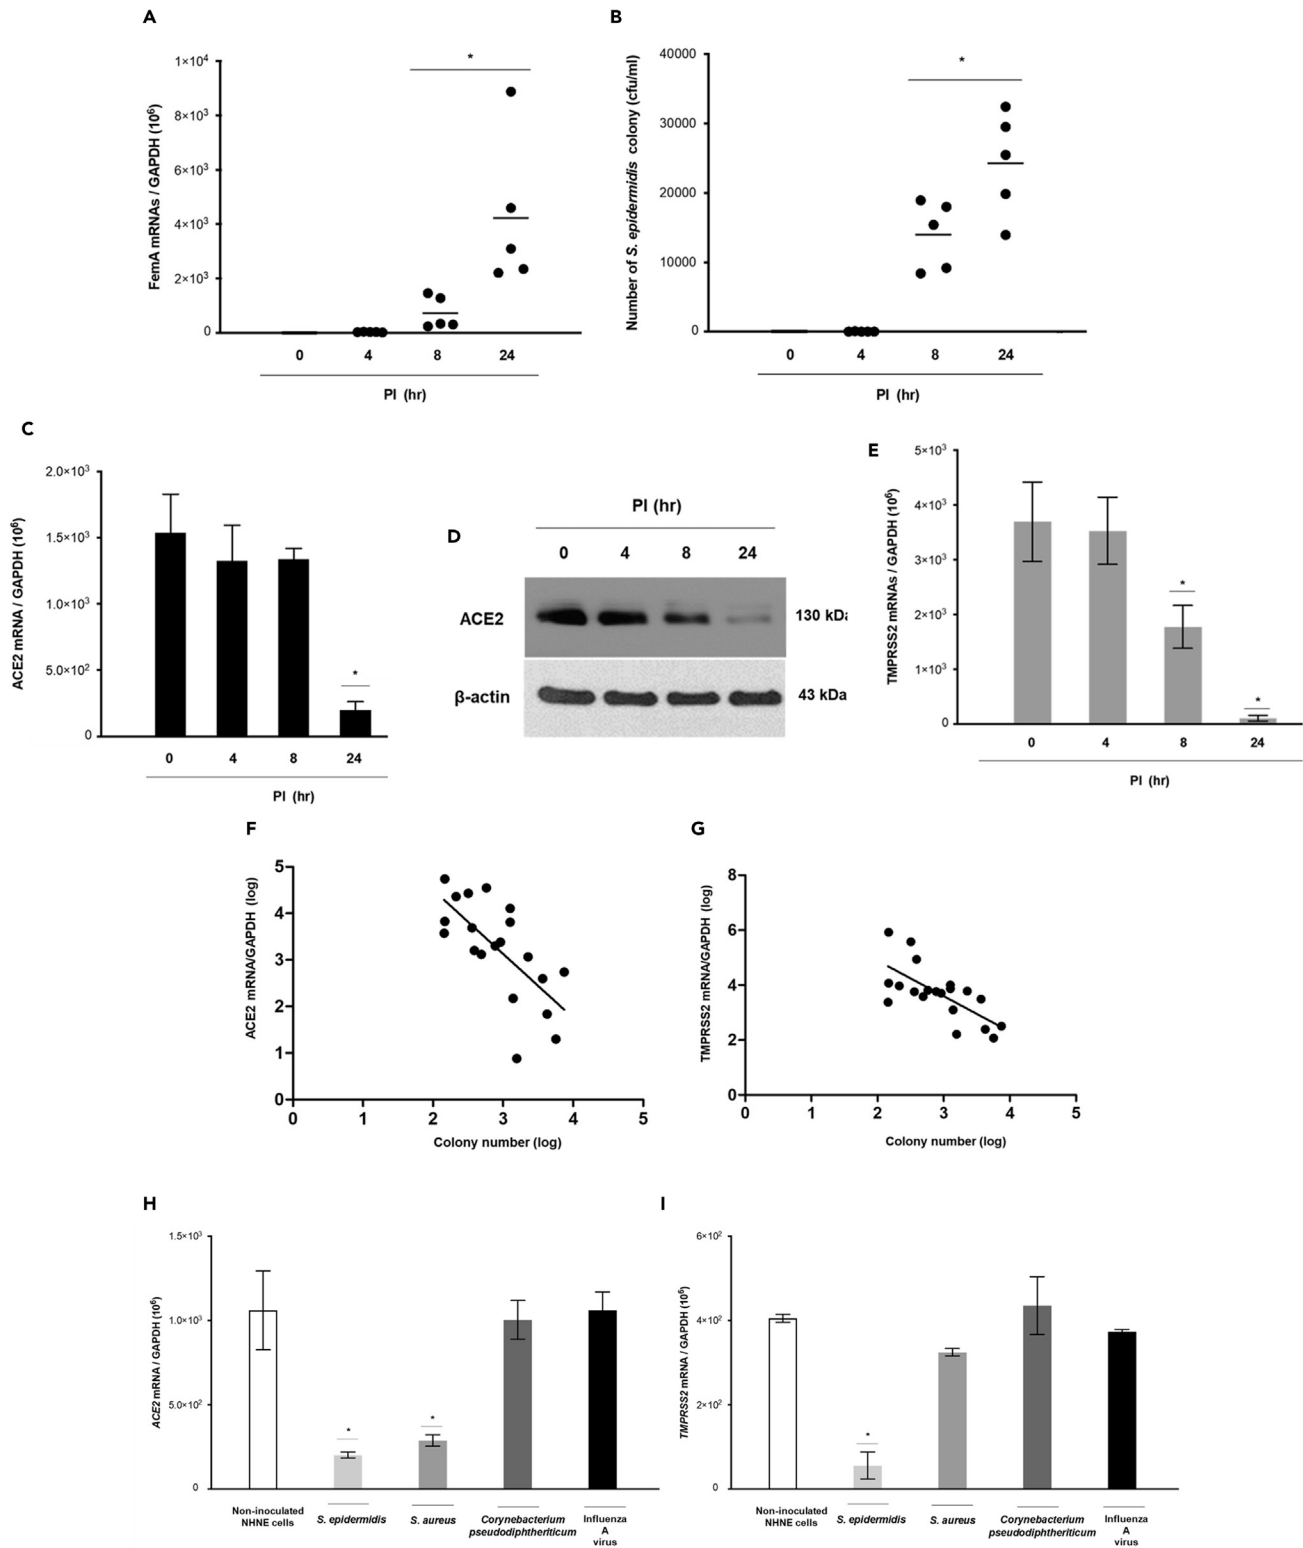 A
FemA mRNAs / GAPDH (10⁶)
1×10⁴
8×10³
6×10³
4×10³
2×10³
0
*
0 4 8 24
PI (hr)
B
Number of S. epidermidis colony (cfu/ml)
40000
30000
20000
10000
0
*
0 4 8 24
PI (hr)
C
ACE2 mRNA / GAPDH (10⁶)
2.0×10³
1.5×10³
1.0×10³
5.0×10²
0
*
0 4 8 24
PI (hr)
D
PI (hr)
0 4 8 24
ACE2 130 kDa
β-actin 43 kDa
E
TMPRSS2 mRNAs / GAPDH (10⁶)
5×10³
4×10³
3×10³
2×10³
1×10³
0
*
*
0 4 8 24
PI (hr)
F
ACE2 mRNA/GAPDH (log)
5
4
3
2
1
0
0 1 2 3 4 5
Colony number (log)
G
TMPRSS2 mRNA/GAPDH (log)
8
6
4
2
0
0 1 2 3 4 5
Colony number (log)
H
ACE2 mRNA / GAPDH (10⁶)
1.5×10³
1.0×10³
5.0×10²
0
*
*
Non-inoculated
NHNE cells
S. epidermidis
S. aureus
Corynebacterium
pseudodiphtheriticum
Influenza
A
virus
I
TMPRSS2 mRNA / GAPDH (10⁶)
6×10²
4×10²
2×10²
0
*
Non-inoculated
NHNE cells
S. epidermidis
S. aureus
Corynebacterium
pseudodiphtheriticum
Influenza
A
virus